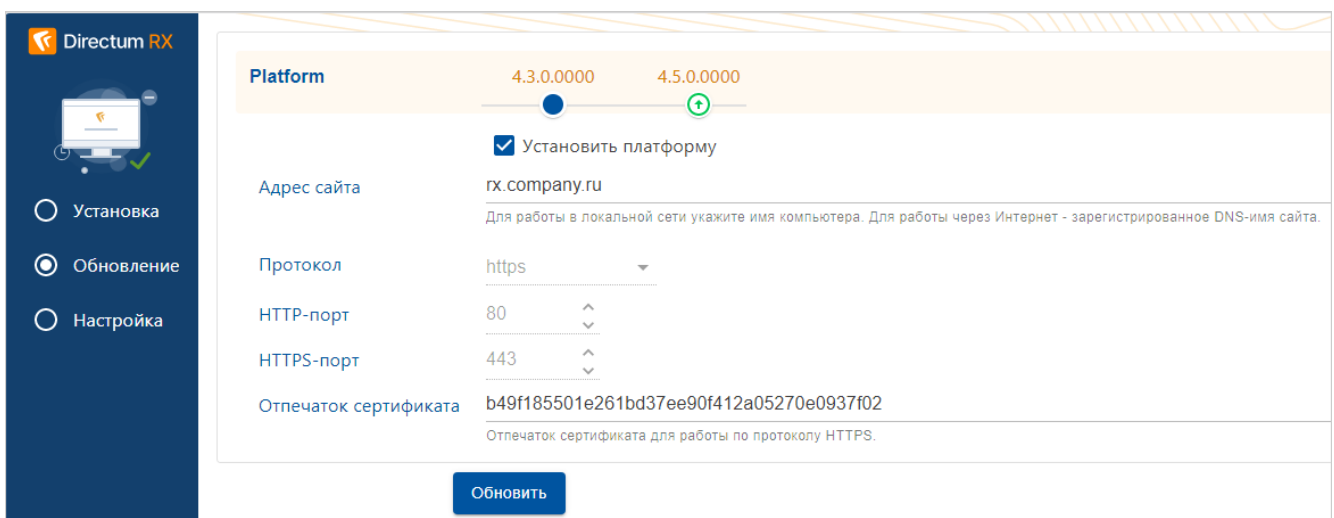 Directum RX
Platform 4.3.0.0000 4.5.0.0000
Установить платформу
Адрес сайта rx.company.ru
Для работы в локальной сети укажите имя компьютера. Для работы через Интернет - зарегистрированное DNS-имя сайта.
Установка
Обновление
Настройка
Протокол https
HTTP-порт 80
HTTPS-порт 443
Отпечаток сертификата b49f185501e261bd37ee90f412a05270e0937f02
Отпечаток сертификата для работы по протоколу HTTPS.
Обновить